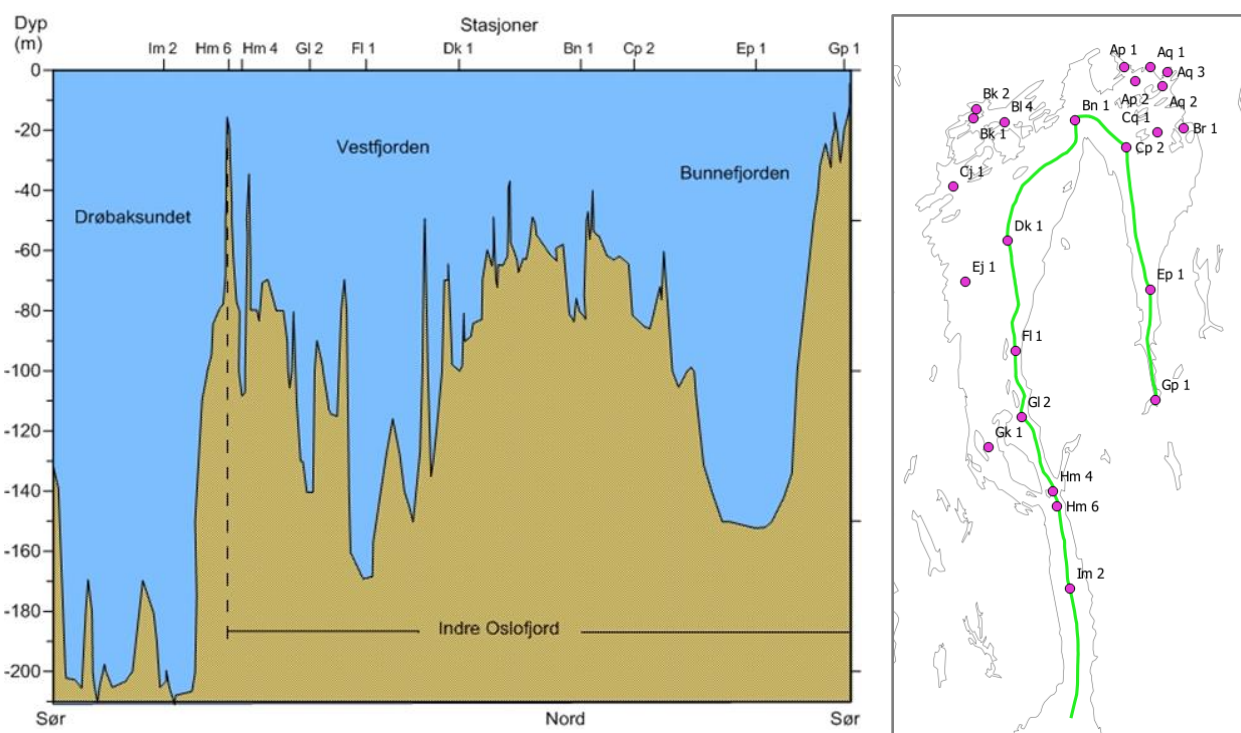 Dyp
(m)
Stasjoner
Im 2
Hm 6
Hm 4
Gl 2
Fl 1
Dk 1
Bn 1
Cp 2
Ep 1
Gp 1
0
-20
-40
-60
-80
-100
-120
-140
-160
-180
-200
Vestfjorden
Bunnefjorden
Drøbaksundet
Indre Oslofjord
Sør
Nord
Sør
Ap 1
Aq 1
Aq 3
Ap 2
Aq 2
Bk 2
Bl 4
Bn 1
Cq 1
Br 1
Bk 1
Cp 2
Cj 1
Dk 1
Ej 1
Ep 1
Fl 1
Gp 1
Gl 2
Gk 1
Hm 4
Hm 6
Im 2